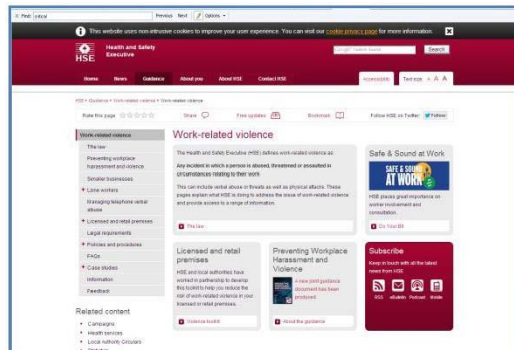 Find: critical Previous Next Options
This website uses non-intrusive cookies to improve your user experience. You can visit our cookie privacy page for more information.
HSE
Health and Safety
Executive
Search
Home News Guidance About you About HSE Contact HSE
Accessibility Text size A A A
HSE Guidance Work-related violence Work-related violence
Rate this page Share Free updates Bookmark Follow HSE on Twitter Follow
Work-related violence
The law
Preventing workplace
harassment and violence
Smaller businesses
Lone workers
Managing telephone verbal
abuse
Licensed and retail premises
Legal requirements
Policies and procedures
FAQs
Case studies
Information
Feedback
Related content
Campaigns
Health services
Local Authority Circulars
Work-related violence
The Health and Safety Executive (HSE) defines work-related violence as:
Any incident in which a person is abused, threatened or assaulted in
circumstances relating to their work
This can include verbal abuse or threats as well as physical attacks. These
pages explain what HSE is doing to address the issue of work-related violence
and provide access to a range of information.
The law
Safe & Sound at Work
SAFE &
SOUND
AT WORK
HSE places great importance on
worker involvement and
consultation.
Do Your Bit
Licensed and retail
premises
HSE and local authorities have
worked in partnership to develop
this toolkit to help you reduce the
risk of work-related violence in your
licensed or retail premises.
Violence toolkit
Preventing Workplace
Harassment and
Violence
A new joint guidance
document has been
produced
About the guidance
Subscribe
Keep in touch with all the latest
news from HSE
RSS eBulletin Podcast Mobile